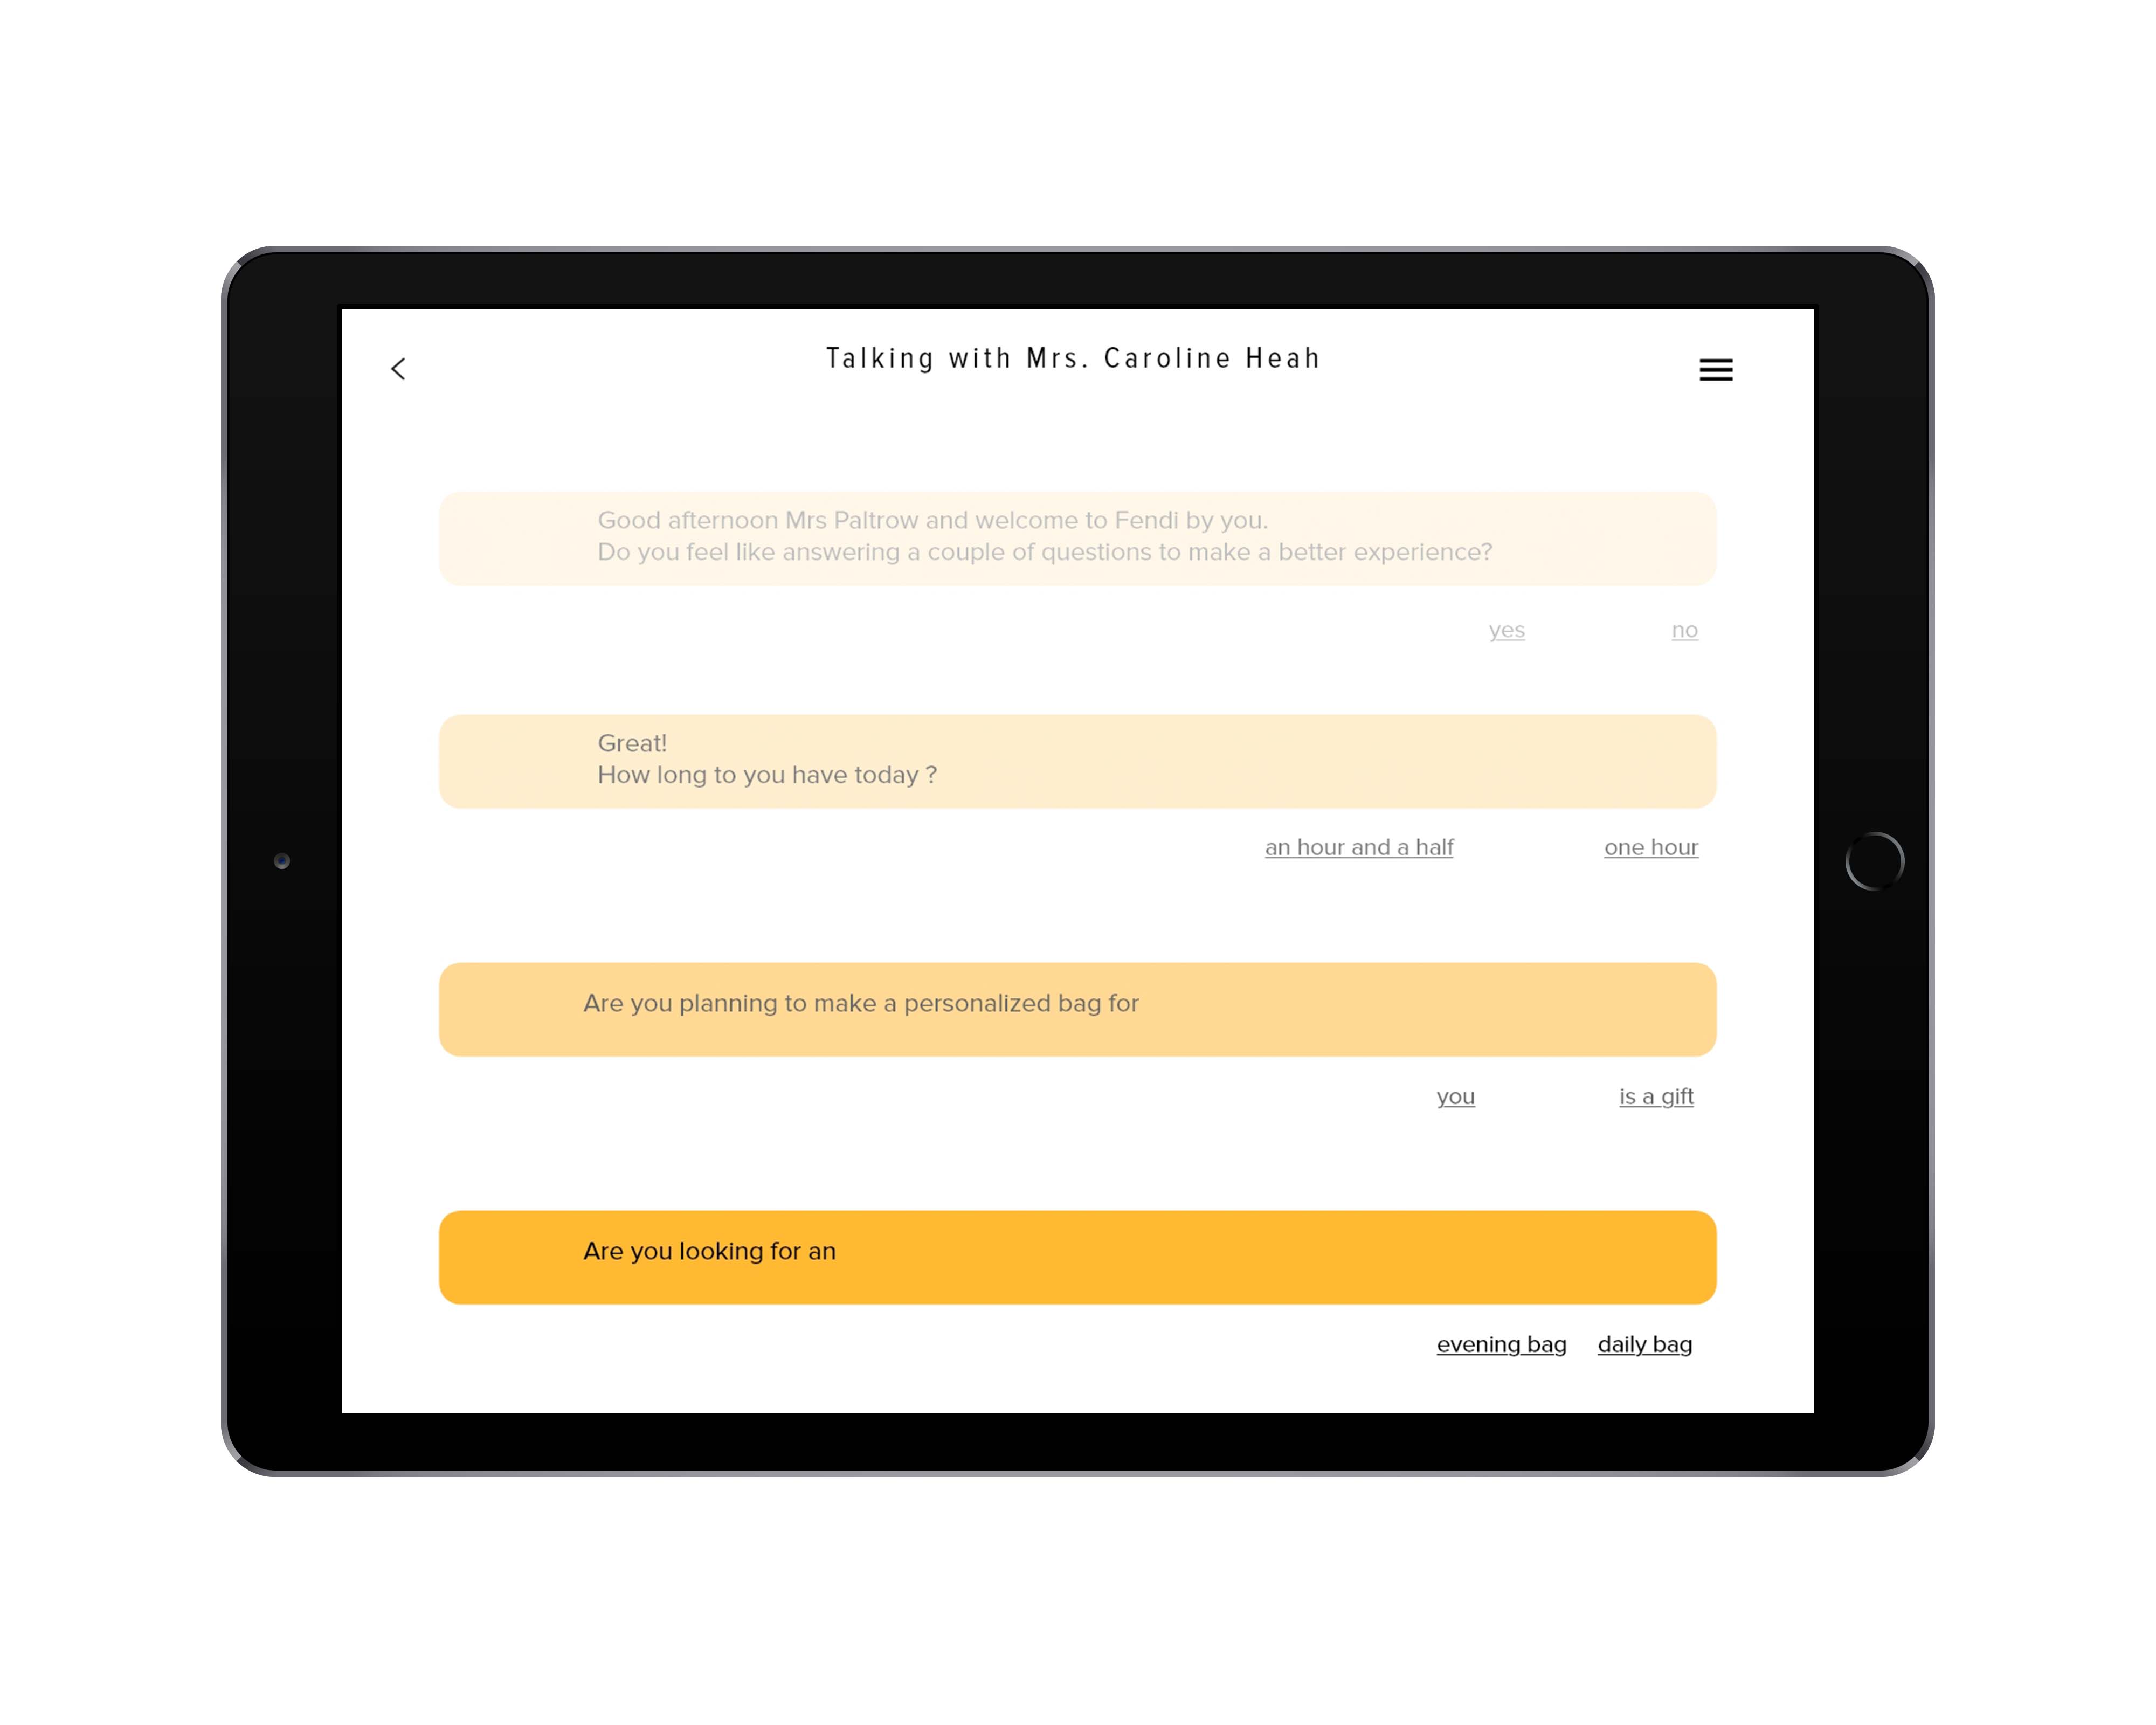 Talking with Mrs. Caroline Heah
Good afternoon Mrs Paltrow and welcome to Fendi by you.
Do you feel like answering a couple of questions to make a better experience?
yes no
Great!
How long to you have today ?
an hour and a half one hour
Are you planning to make a personalized bag for
you is a gift
Are you looking for an
evening bag daily bag